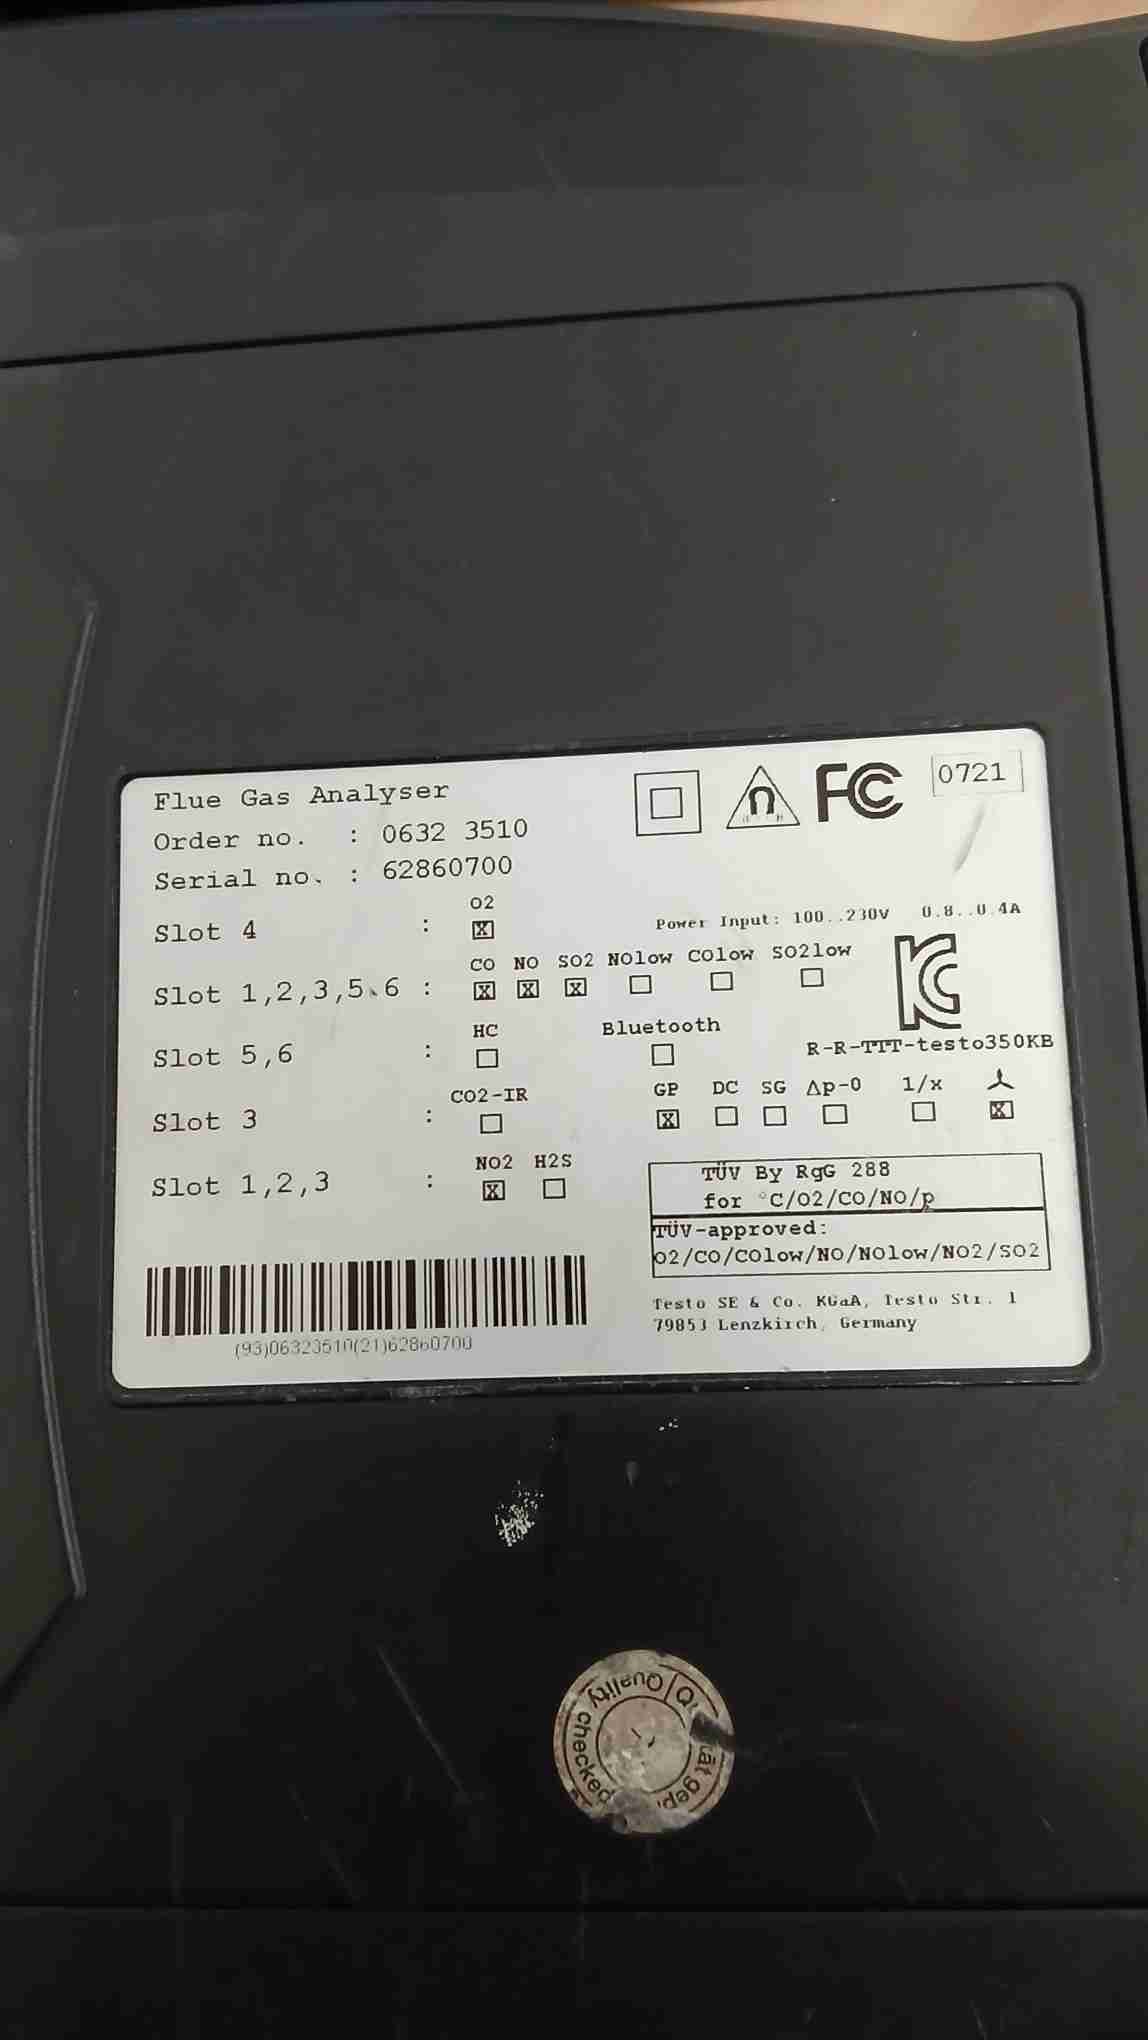 Flue Gas Analyser
Order no. : 0632 3510
Serial no. : 62860700
FC
0721
O2
Slot 4 : X
Power Input: 100..230V 0.8..0.4A
CO NO SO2 NOlow COlow SO2low
Slot 1,2,3,5,6 : X X X
HC
Slot 5,6 :
Bluetooth
R-R-TTT-testo350KB
CO2-IR
Slot 3 :
GP DC SG Δp-0 1/x
X X
NO2 H2S
Slot 1,2,3 : X
TÜV By RgG 288
for °C/O2/CO/NO/p
TÜV-approved:
O2/CO/COlow/NO/NOlow/NO2/SO2
(93)06323510(21)62860700
Testo SE & Co. KGaA, Testo Str. 1
79853 Lenzkirch, Germany
Quality checked